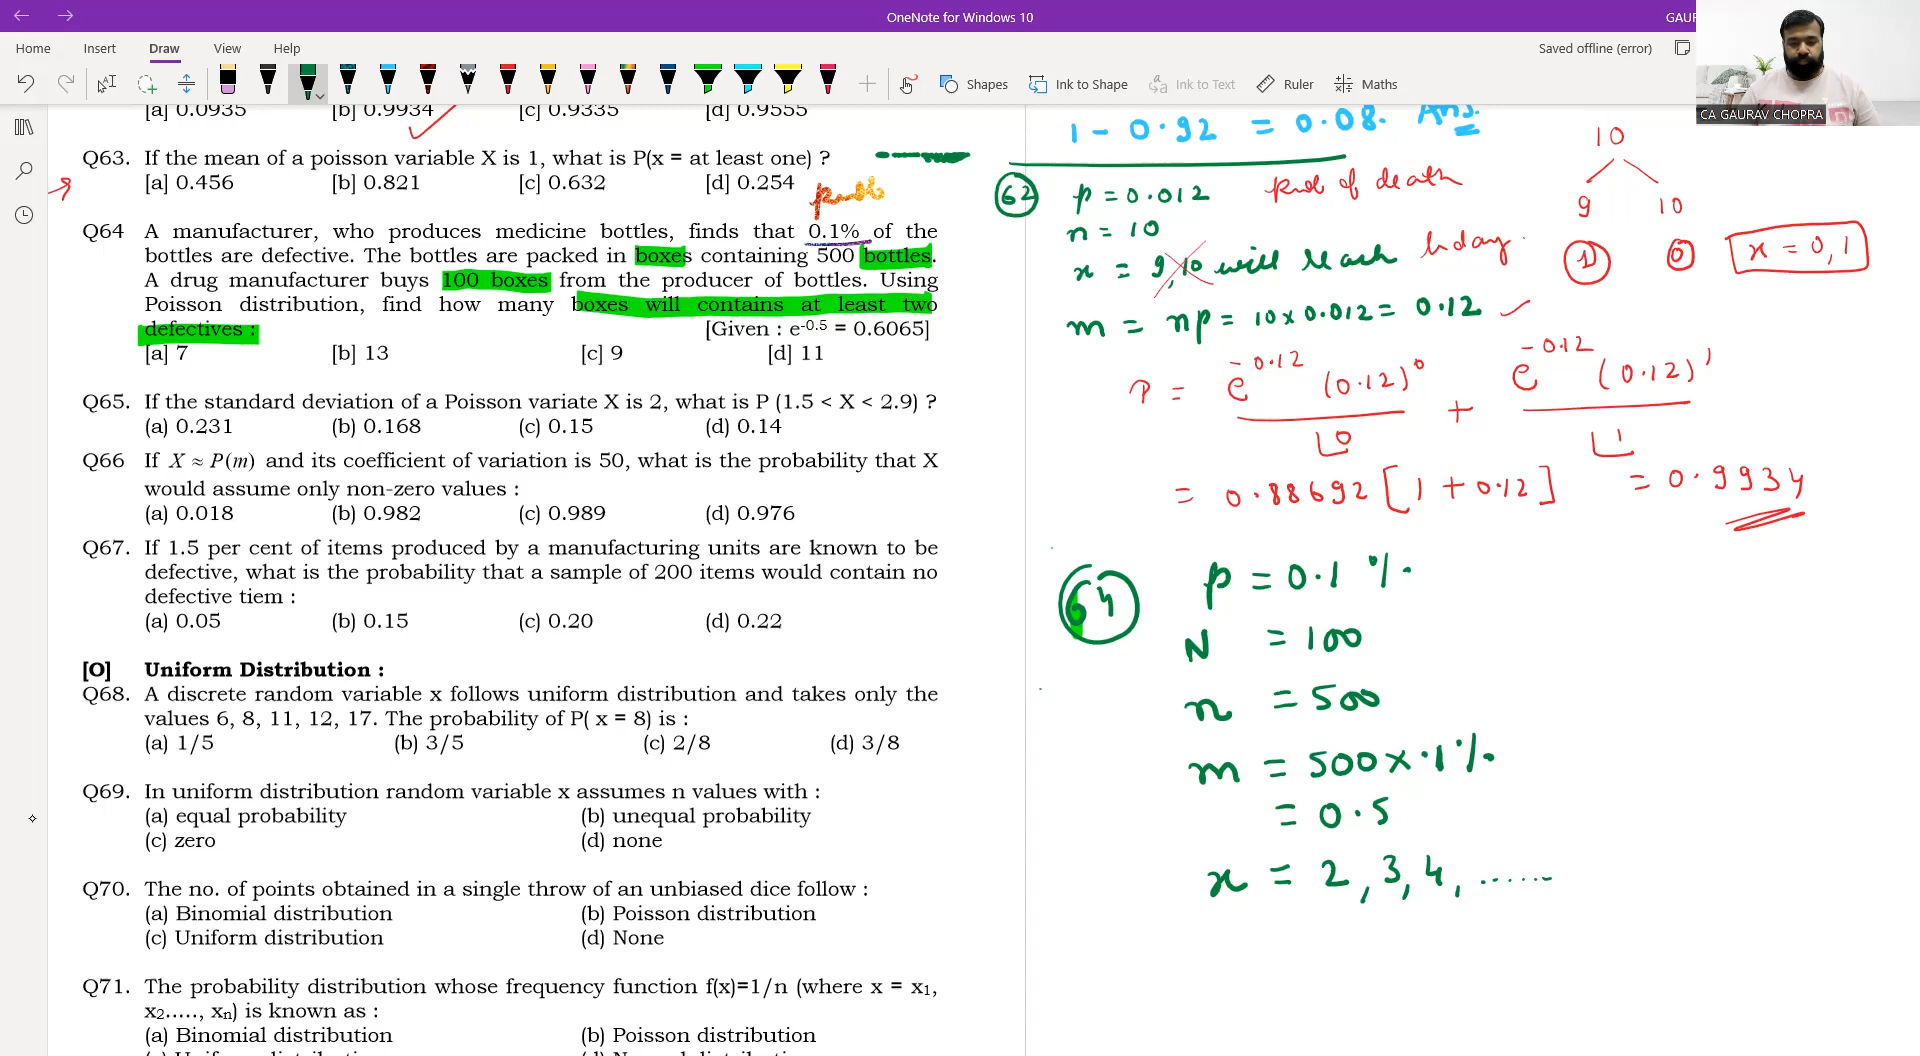 OneNote for Windows 10
GAUR
Home Insert Draw View Help
Saved offline (error)
Shapes Ink to Shape Ink to Text Ruler Maths
CA GAURAV CHOPRA
[a] 0.0935 [b] 0.9934 [c] 0.9335 [d] 0.9555
Q63. If the mean of a poisson variable X is 1, what is P(x = at least one) ?
[a] 0.456 [b] 0.821 [c] 0.632 [d] 0.254
prob
Q64 A manufacturer, who produces medicine bottles, finds that 0.1% of the
bottles are defective. The bottles are packed in boxes containing 500 bottles.
A drug manufacturer buys 100 boxes from the producer of bottles. Using
Poisson distribution, find how many boxes will contains at least two
defectives : [Given : e-0.5 = 0.6065]
[a] 7 [b] 13 [c] 9 [d] 11
Q65. If the standard deviation of a Poisson variate X is 2, what is P (1.5 < X < 2.9) ?
(a) 0.231 (b) 0.168 (c) 0.15 (d) 0.14
Q66 If X ≈ P(m) and its coefficient of variation is 50, what is the probability that X
would assume only non-zero values :
(a) 0.018 (b) 0.982 (c) 0.989 (d) 0.976
Q67. If 1.5 per cent of items produced by a manufacturing units are known to be
defective, what is the probability that a sample of 200 items would contain no
defective tiem :
(a) 0.05 (b) 0.15 (c) 0.20 (d) 0.22
[O] Uniform Distribution :
Q68. A discrete random variable x follows uniform distribution and takes only the
values 6, 8, 11, 12, 17. The probability of P( x = 8) is :
(a) 1/5 (b) 3/5 (c) 2/8 (d) 3/8
Q69. In uniform distribution random variable x assumes n values with :
(a) equal probability (b) unequal probability
(c) zero (d) none
Q70. The no. of points obtained in a single throw of an unbiased dice follow :
(a) Binomial distribution (b) Poisson distribution
(c) Uniform distribution (d) None
Q71. The probability distribution whose frequency function f(x)=1/n (where x = x1,
x2....., xn) is known as :
(a) Binomial distribution (b) Poisson distribution
1 - 0.92 = 0.08. Ans.
62 p = 0.012 prob of death
n = 10
x = 9,10 will reach bday
m = np = 10 x 0.012 = 0.12
10
9 10
1 0 x = 0, 1
P = e-0.12 (0.12)0 / 0 + e-0.12 (0.12)1 / 1
= 0.88692 [1 + 0.12] = 0.9934
64 p = 0.1 %.
N = 100
n = 500
m = 500 x .1 %.
= 0.5
x = 2, 3, 4, ......